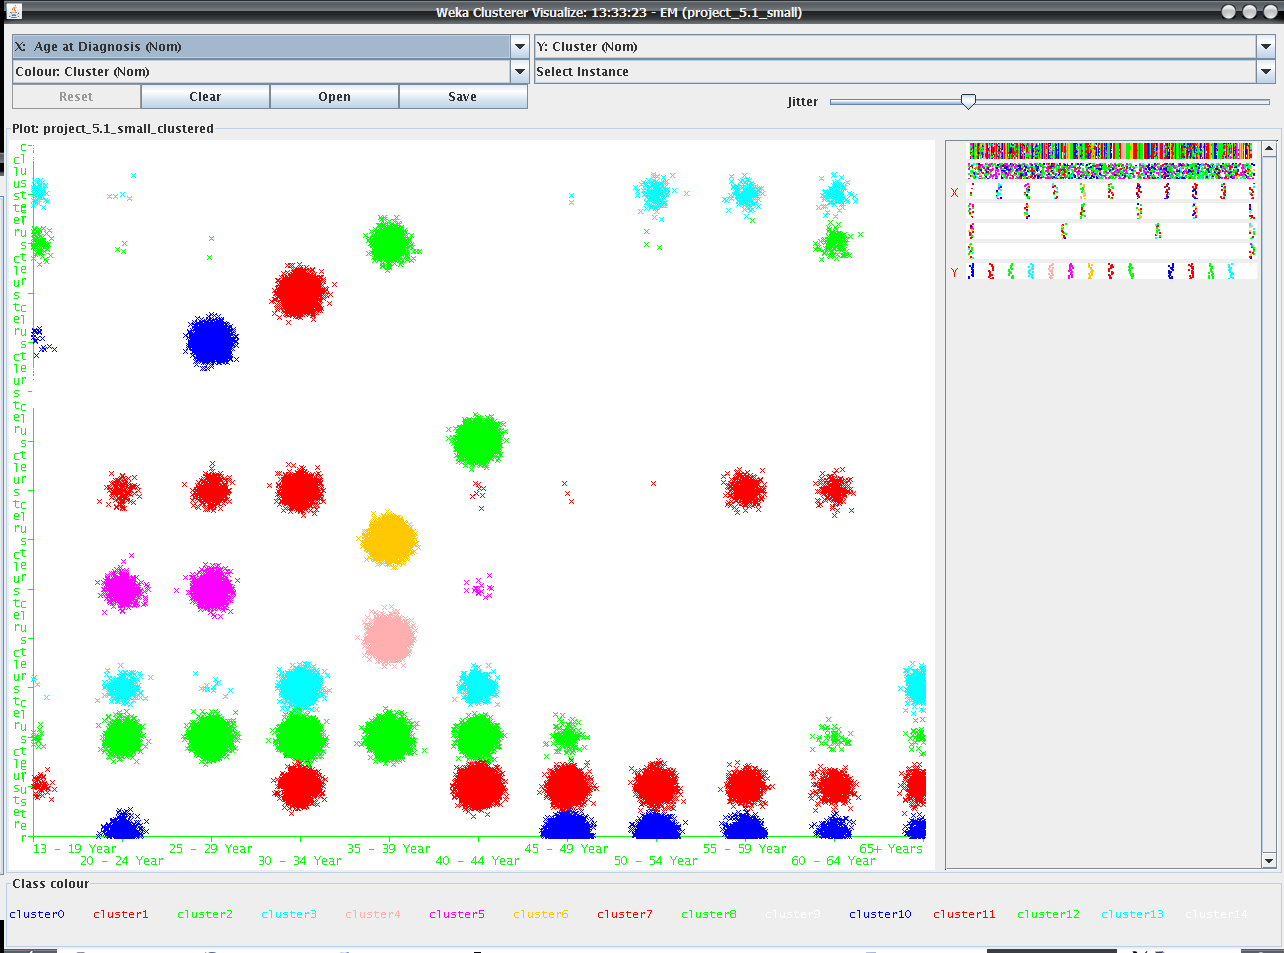 Weka Clusterer Visualize: 13:33:23 - EM (project_5.1_small)
X: Age at Diagnosis (Nom)
Y: Cluster (Nom)
Colour: Cluster (Nom)
Select Instance
Reset
Clear
Open
Save
Jitter
Plot: project_5.1_small_clustered
X
Y
13 - 19 Year
20 - 24 Year
25 - 29 Year
30 - 34 Year
35 - 39 Year
40 - 44 Year
45 - 49 Year
50 - 54 Year
55 - 59 Year
60 - 64 Year
65+ Years
Class colour
cluster0 cluster1 cluster2 cluster3 cluster4 cluster5 cluster6 cluster7 cluster8 cluster9 cluster10 cluster11 cluster12 cluster13 cluster14